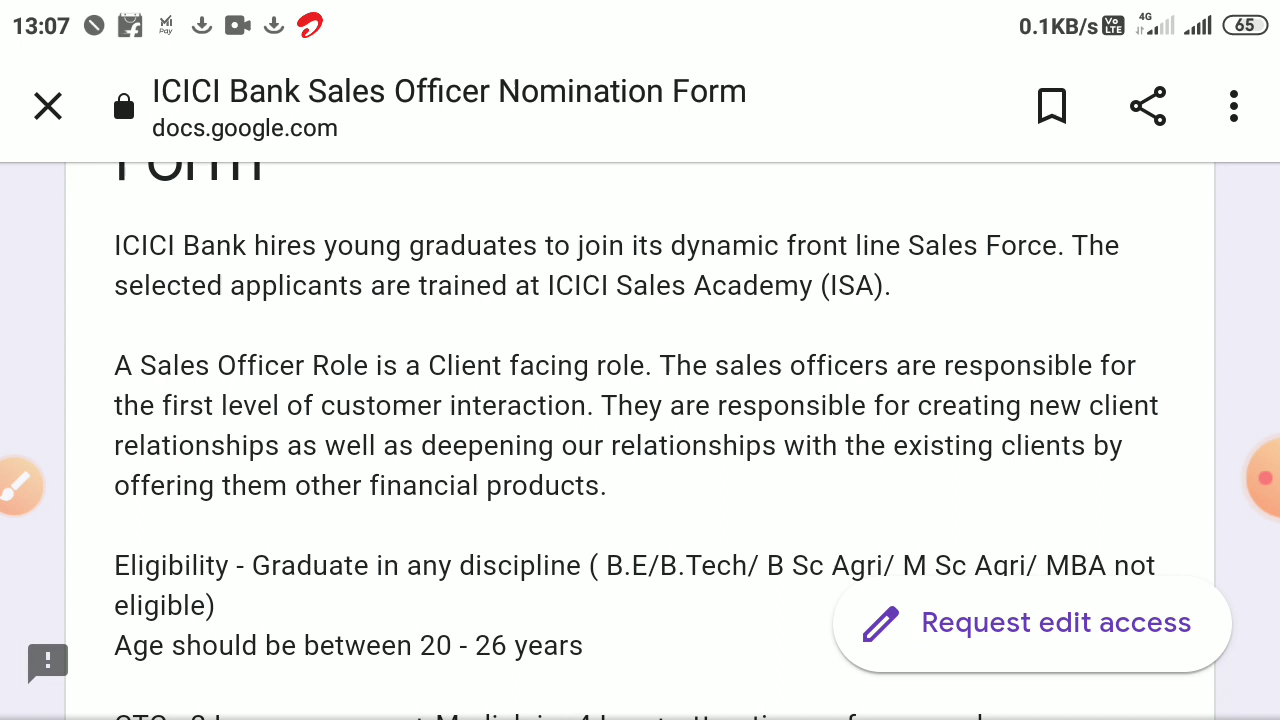 13:07 Mi Pay 0.1KB/s Vo LTE 4G 65
ICICI Bank Sales Officer Nomination Form
docs.google.com
Form
ICICI Bank hires young graduates to join its dynamic front line Sales Force. The
selected applicants are trained at ICICI Sales Academy (ISA).
A Sales Officer Role is a Client facing role. The sales officers are responsible for
the first level of customer interaction. They are responsible for creating new client
relationships as well as deepening our relationships with the existing clients by
offering them other financial products.
Eligibility - Graduate in any discipline ( B.E/B.Tech/ B Sc Agri/ M Sc Agri/ MBA not
eligible)
Request edit access
Age should be between 20 - 26 years